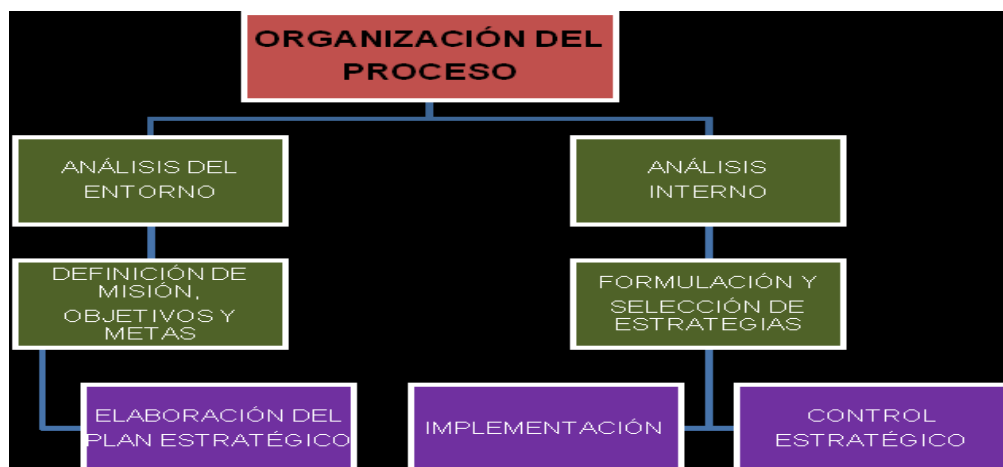 ORGANIZACIÓN DEL
PROCESO
ANÁLISIS DEL
ENTORNO
ANÁLISIS
INTERNO
DEFINICIÓN DE
MISIÓN,
OBJETIVOS Y
METAS
FORMULACIÓN Y
SELECCIÓN DE
ESTRATEGIAS
ELABORACIÓN DEL
PLAN ESTRATÉGICO
IMPLEMENTACIÓN
CONTROL
ESTRATÉGICO